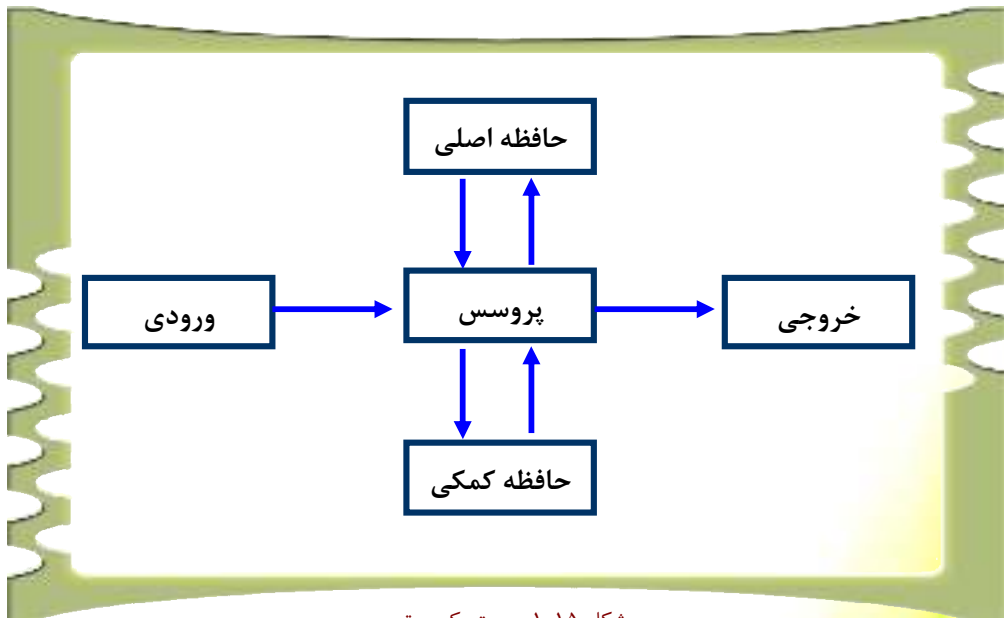 حافظه اصلی
ورودی
پروسس
خروجی
حافظه کمکی